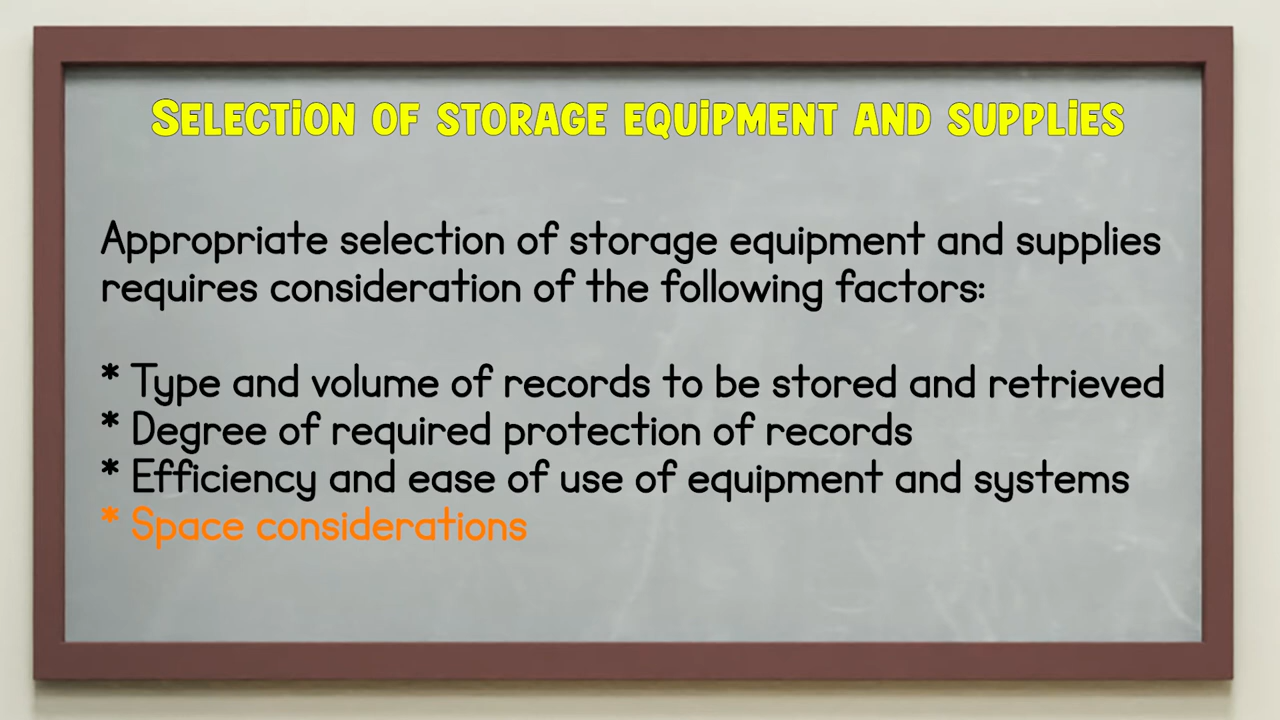 Selection of storage equipment and supplies
Appropriate selection of storage equipment and supplies
requires consideration of the following factors:
* Type and volume of records to be stored and retrieved
* Degree of required protection of records
* Efficiency and ease of use of equipment and systems
* Space considerations